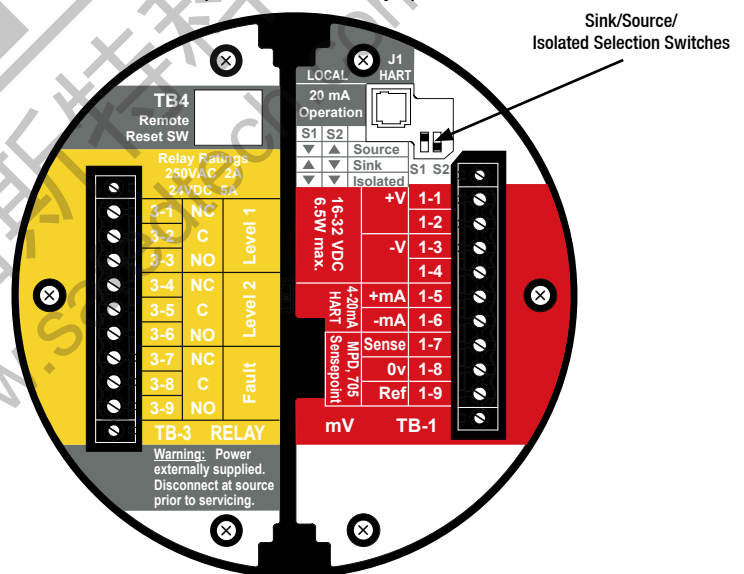 Sink/Source/
Isolated Selection Switches
J1
LOCAL HART
20 mA
Operation
S1 S2
▼ ▲ Source
▲ ▼ Sink
▼ ▼ Isolated
S1 S2
TB4
Remote
Reset SW
Relay Ratings
250VAC 2A
24VDC 5A
3-1 NC
3-2 C
3-3 NO
Level 1
3-4 NC
3-5 C
3-6 NO
Level 2
3-7 NC
3-8 C
3-9 NO
Fault
TB-3 RELAY
Warning: Power
externally supplied.
Disconnect at source
prior to servicing.
16-32 VDC
6.5W max.
+V 1-1
1-2
-V 1-3
1-4
4-20mA
HART
+mA 1-5
-mA 1-6
MPD, 705
Sensepoint
Sense 1-7
0v 1-8
Ref 1-9
mV TB-1